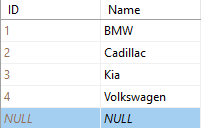 ID Name
1 BMW
2 Cadillac
3 Kia
4 Volkswagen
NULL NULL